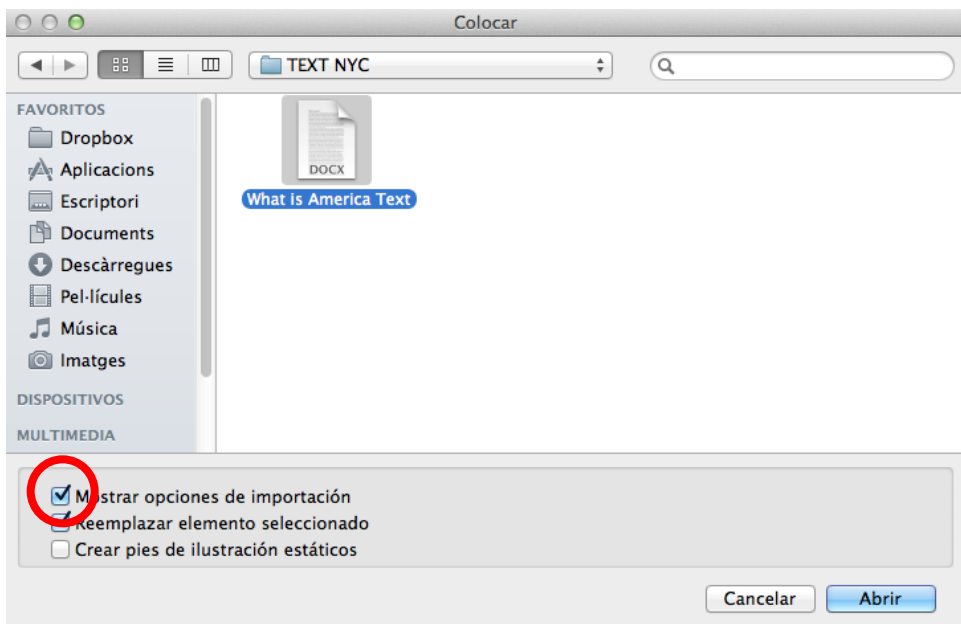 Colocar
TEXT NYC
FAVORITOS
Dropbox
Aplicacions
Escriptori
Documents
Descàrregues
Pel·lícules
Música
Imatges
DISPOSITIVOS
MULTIMEDIA
DOCX
What is America Text
Mostrar opciones de importación
Reemplazar elemento seleccionado
Crear pies de ilustración estáticos
Cancelar
Abrir